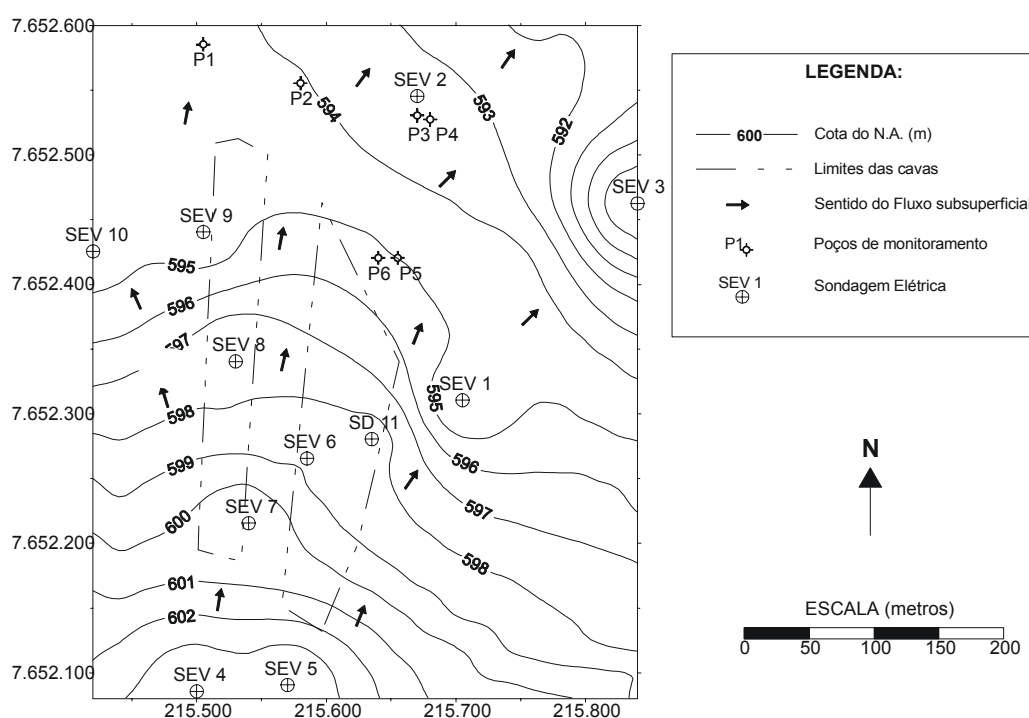 7.652.600
P1
P2
594
SEV 2
P3
P4
593
592
7.652.500
SEV 3
SEV 9
SEV 10
595
P6
P5
7.652.400
596
597
SEV 8
595
SEV 1
7.652.300
598
SD 11
SEV 6
596
599
SEV 7
597
600
7.652.200
598
601
602
SEV 4
SEV 5
7.652.100
215.500
215.600
215.700
215.800
LEGENDA:
600
Cota do N.A. (m)
Limites das cavas
Sentido do Fluxo subsuperficial
P1
Poços de monitoramento
SEV 1
Sondagem Elétrica
N
ESCALA (metros)
0 50 100 150 200